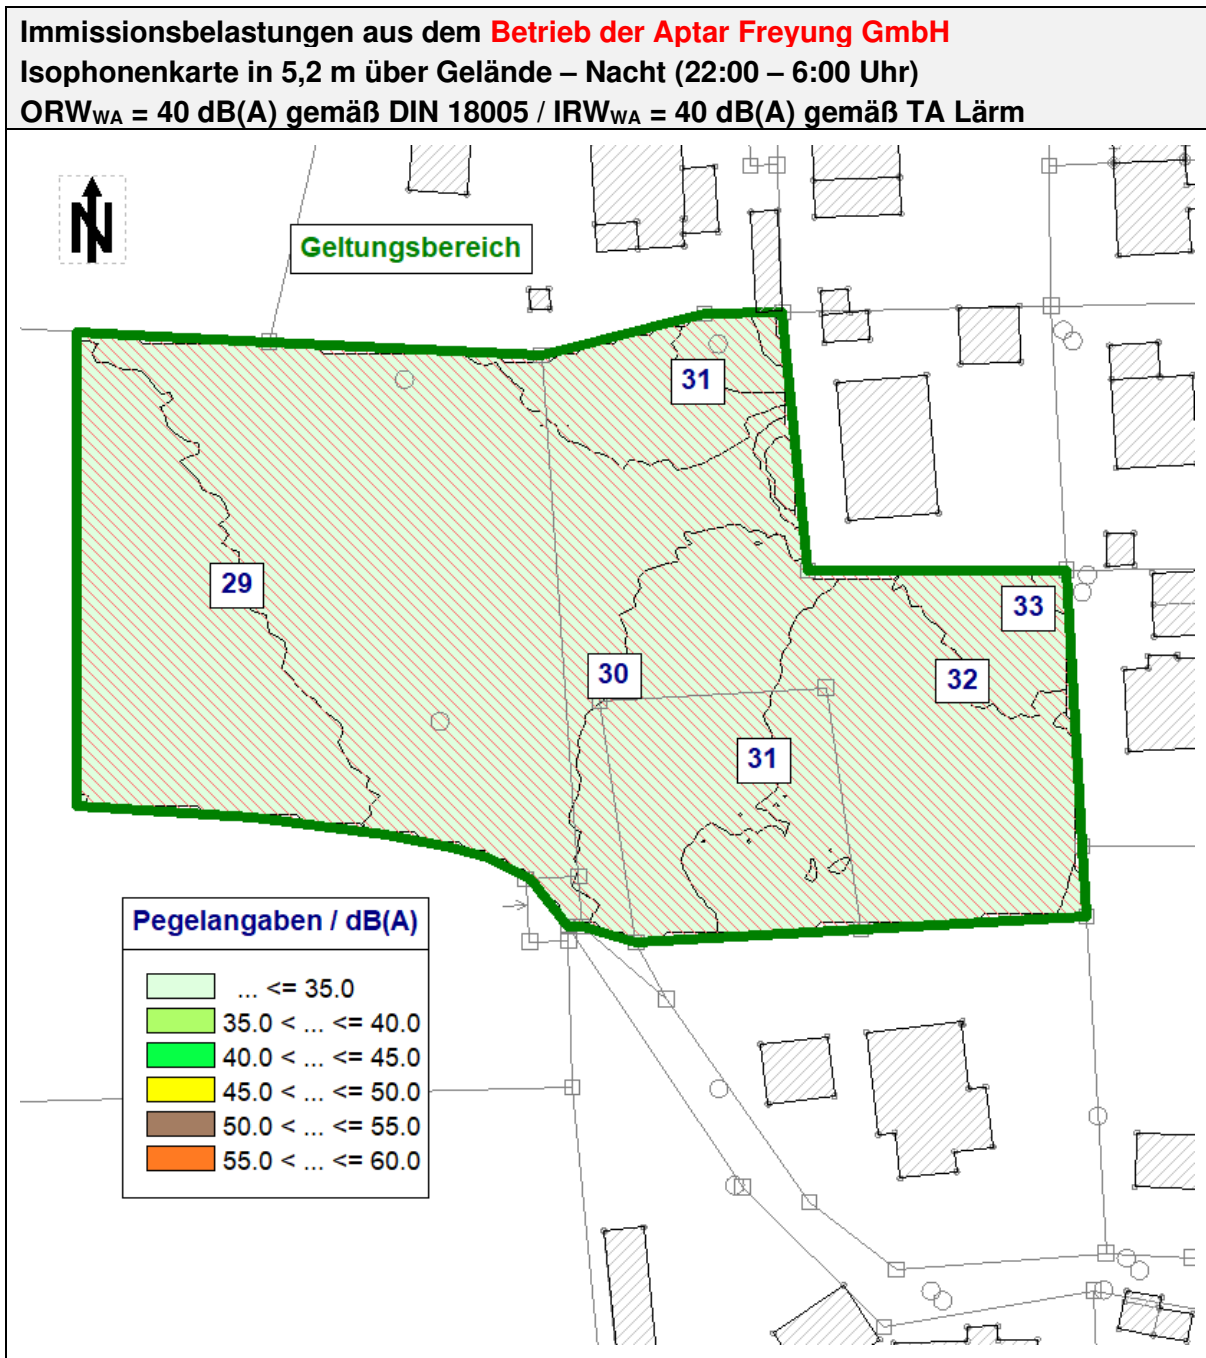 Immissionsbelastungen aus dem Betrieb der Aptar Freyung GmbH
Isophonenkarte in 5,2 m über Gelände – Nacht (22:00 – 6:00 Uhr)
ORWWA = 40 dB(A) gemäß DIN 18005 / IRWWA = 40 dB(A) gemäß TA Lärm
N
Geltungsbereich
31
29
33
30
32
31
Pegelangaben / dB(A)
... <= 35.0
35.0 < ... <= 40.0
40.0 < ... <= 45.0
45.0 < ... <= 50.0
50.0 < ... <= 55.0
55.0 < ... <= 60.0